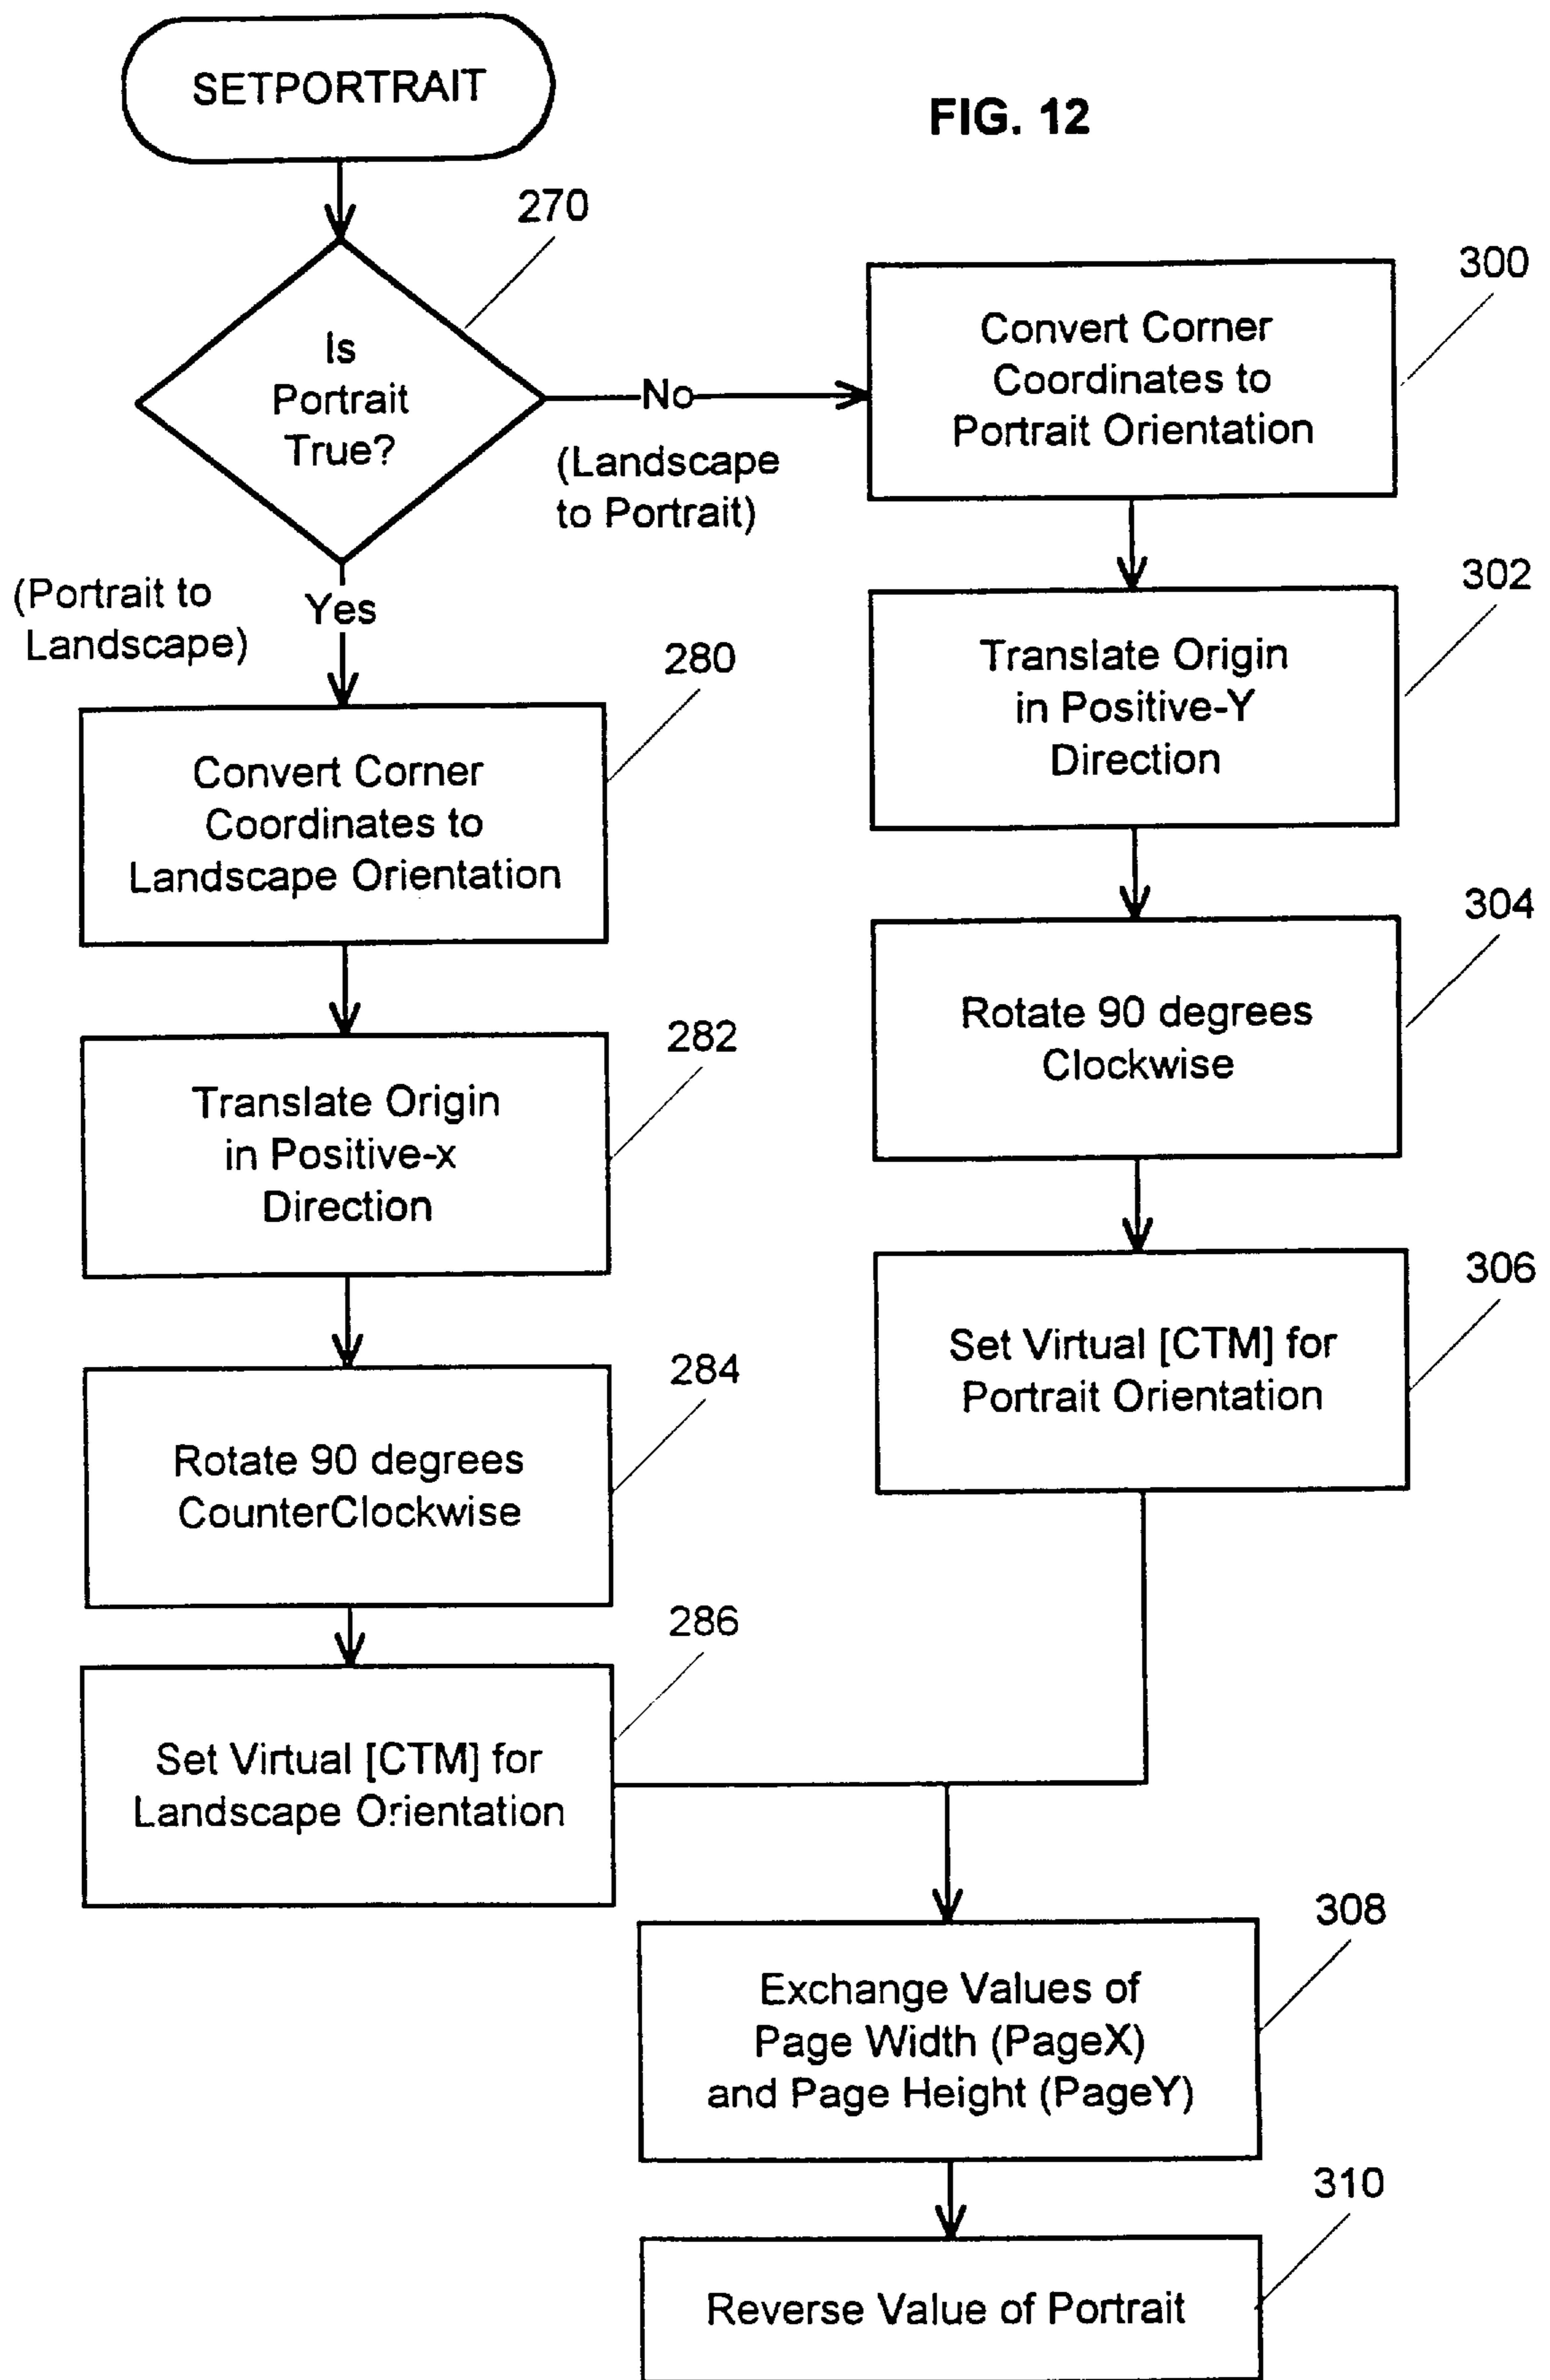 SETPORTRAIT
FIG. 12
270
Is
Portrait
True?
No
(Landscape
to Portrait)
(Portrait to
Landscape)
Yes
280
Convert Corner
Coordinates to
Landscape Orientation
282
Translate Origin
in Positive-x
Direction
284
Rotate 90 degrees
CounterClockwise
286
Set Virtual [CTM] for
Landscape Orientation
300
Convert Corner
Coordinates to
Portrait Orientation
302
Translate Origin
in Positive-Y
Direction
304
Rotate 90 degrees
Clockwise
306
Set Virtual [CTM] for
Portrait Orientation
308
Exchange Values of
Page Width (PageX)
and Page Height (PageY)
310
Reverse Value of Portrait